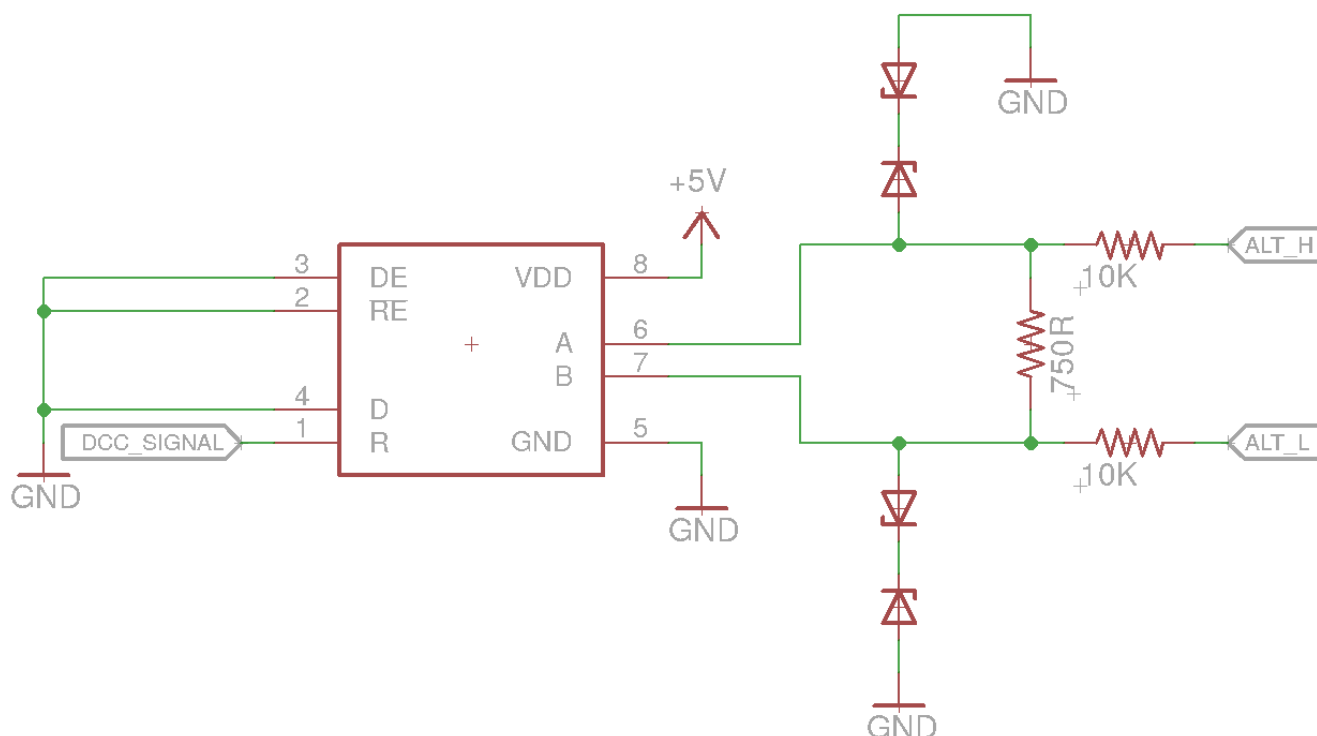 GND
+5V
3
DE
VDD
8
2
RE
ALT_H
10K
A
6
B
7
750R
4
D
DCC_SIGNAL
1
R
GND
5
ALT_L
10K
GND
GND
GND